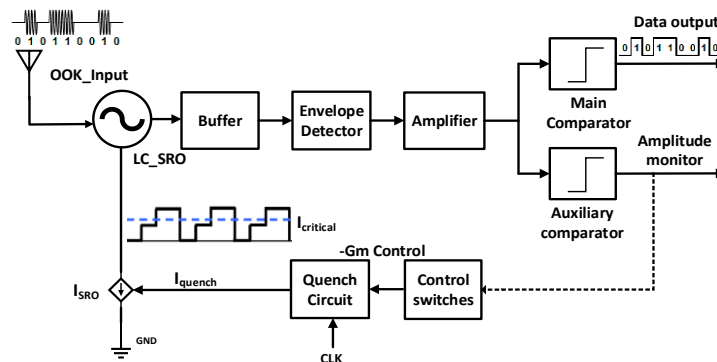 0 1 0 1 1 0 0 1 0
OOK_Input
LC_SRO
Buffer
Envelope
Detector
Amplifier
Main
Comparator
Data output
0 1 0 1 1 0 0 1 0
Auxiliary
comparator
Amplitude
monitor
Icritical
-Gm Control
ISRO
Iquench
Quench
Circuit
Control
switches
GND
CLK